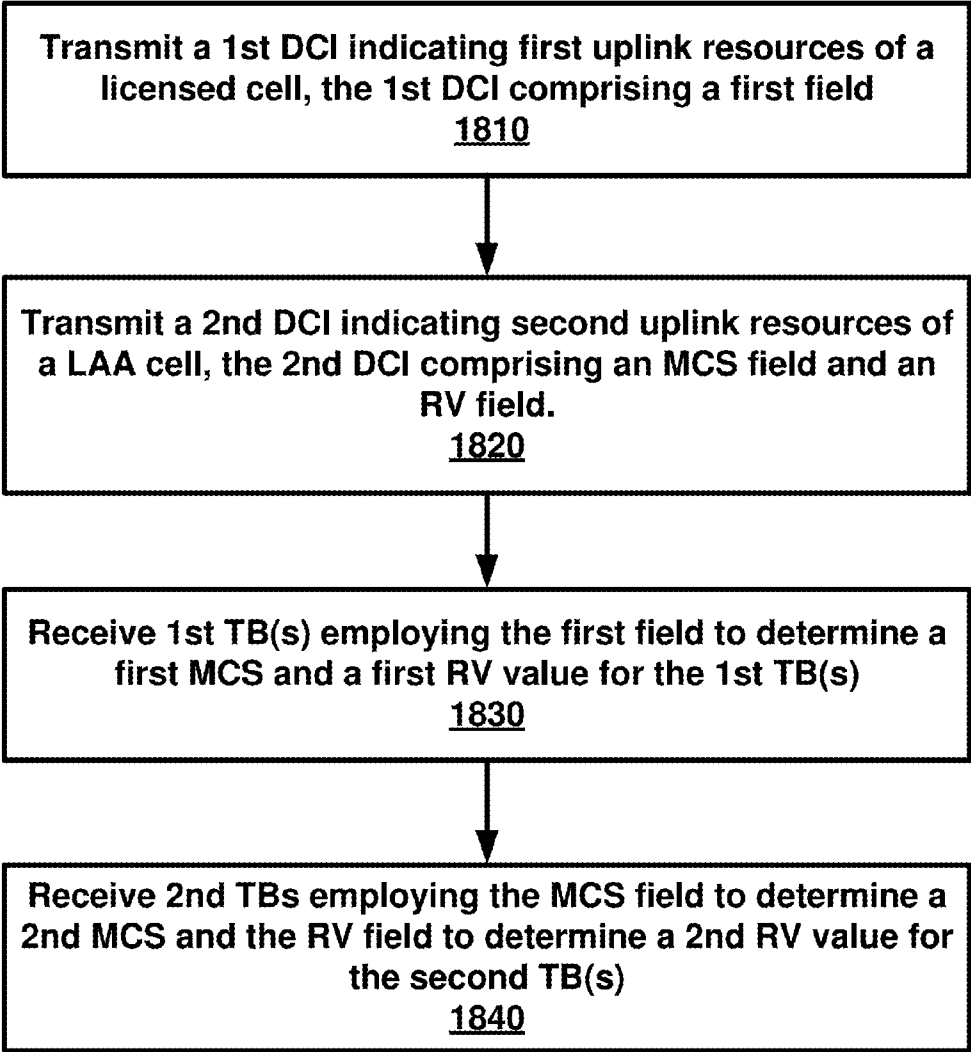 Transmit a 1st DCI indicating first uplink resources of a
licensed cell, the 1st DCI comprising a first field
1810
Transmit a 2nd DCI indicating second uplink resources of
a LAA cell, the 2nd DCI comprising an MCS field and an
RV field.
1820
Receive 1st TB(s) employing the first field to determine a
first MCS and a first RV value for the 1st TB(s)
1830
Receive 2nd TBs employing the MCS field to determine a
2nd MCS and the RV field to determine a 2nd RV value for
the second TB(s)
1840